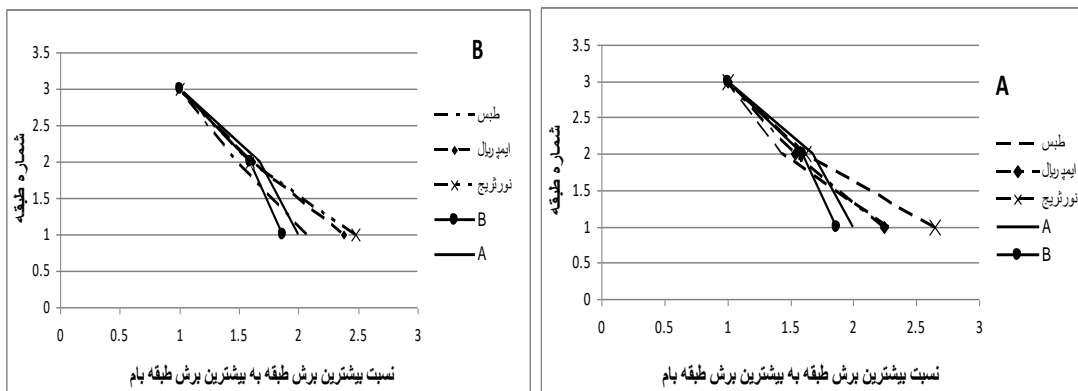 B
3.5
3
2.5
2
1.5
1
0.5
0
0 0.5 1 1.5 2 2.5 3
شماره طبقه
نسبت بیشترین برش طبقه به بیشترین برش طبقه بام
طبس
ایمپریال
نورثریج
B
A
A
3.5
3
2.5
2
1.5
1
0.5
0
0 0.5 1 1.5 2 2.5 3
شماره طبقه
نسبت بیشترین برش طبقه به بیشترین برش طبقه بام
طبس
ایمپریال
نورثریج
A
B